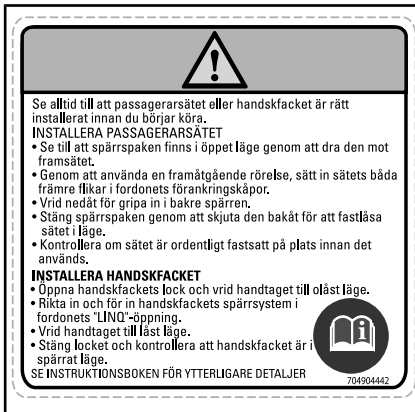 Se alltid till att passagerarsätet eller handskfacket är rätt
installerat innan du börjar köra.
INSTALLERA PASSAGERARSÄTET
• Se till att spärrspaken finns i öppet läge genom att dra den mot
framsätet.
• Genom att använda en framåtgående rörelse, sätt in sätets båda
främre flikar i fordonets förankringskåpor.
• Vrid nedåt för gripa in i bakre spärren.
• Stäng spärrspaken genom att skjuta den bakåt för att fastlåsa
sätet i läge.
• Kontrollera om sätet är ordentligt fastsatt på plats innan det
används.
INSTALLERA HANDSKFACKET
• Öppna handskfackets lock och vrid handtaget till olåst läge.
• Rikta in och för in handskfackets spärrsystem i
fordonets "LINQ"-öppning.
• Vrid handtaget till låst läge.
• Stäng locket och kontrollera att handskfacket är i
spärrat läge.
SE INSTRUKTIONSBOKEN FÖR YTTERLIGARE DETALJER
704904442